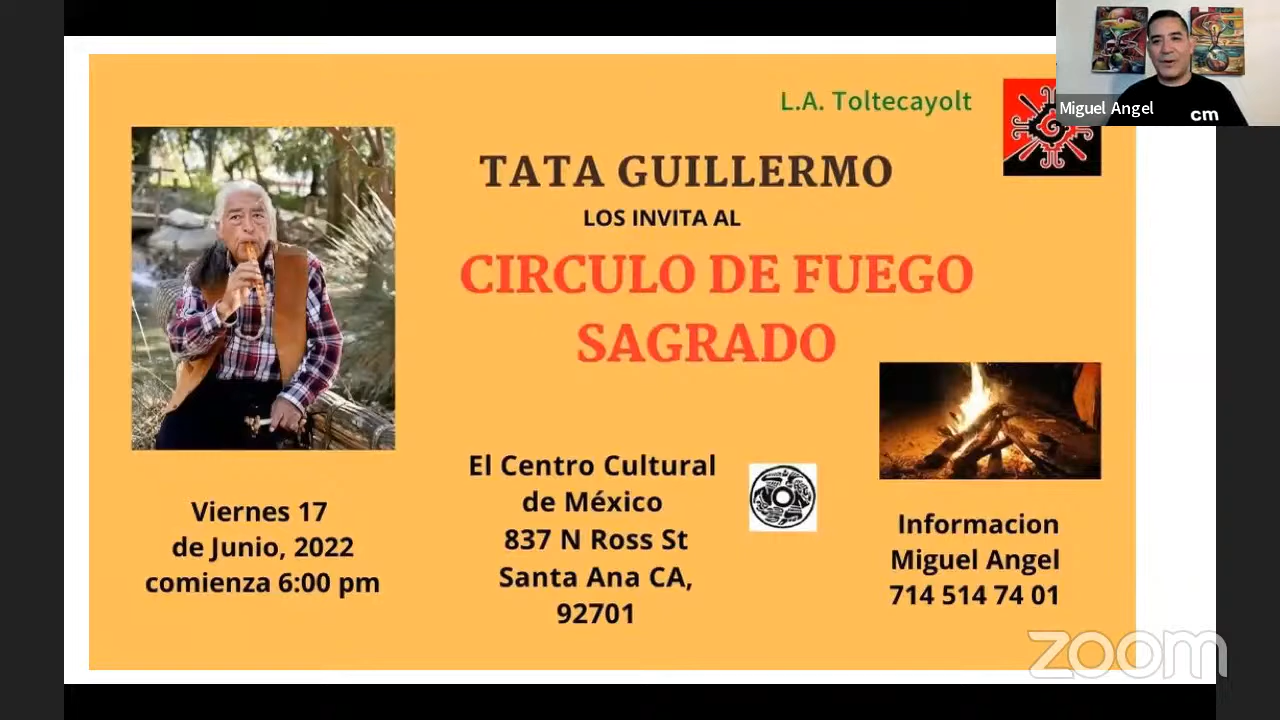 L.A. Toltecayolt
TATA GUILLERMO
LOS INVITA AL
CIRCULO DE FUEGO
SAGRADO
Miguel Angel
cm
El Centro Cultural
de México
837 N Ross St
Santa Ana CA,
92701
Viernes 17
de Junio, 2022
comienza 6:00 pm
Informacion
Miguel Angel
714 514 74 01
zoom